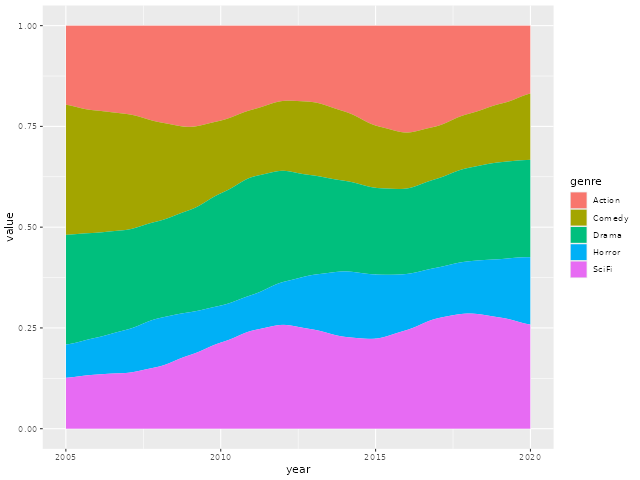 1.00
0.75
0.50
0.25
0.00
value
2005
2010
2015
2020
year
genre
Action
Comedy
Drama
Horror
SciFi